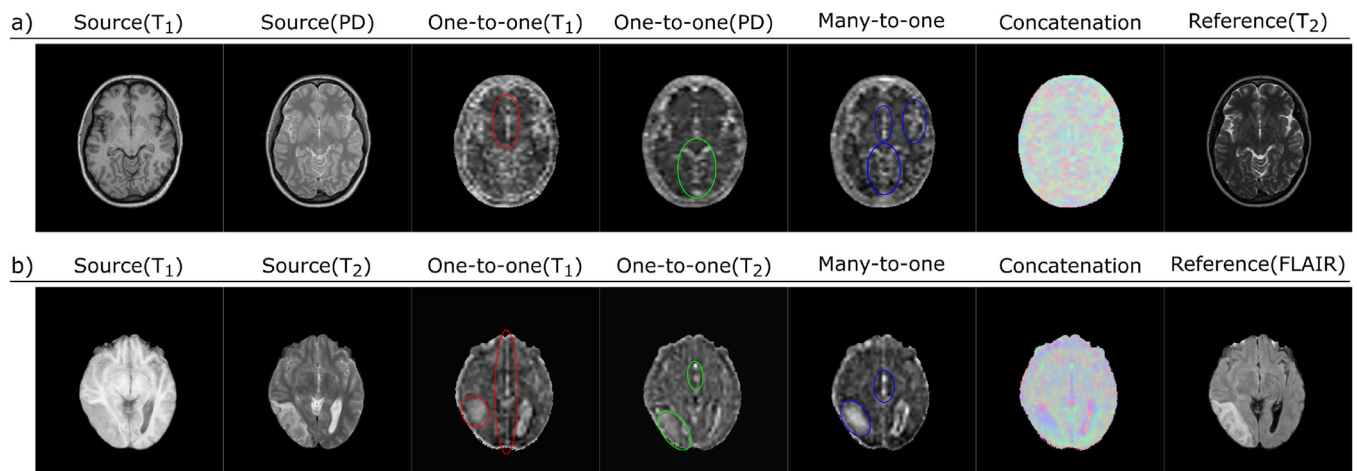 a) Source(T₁) Source(PD) One-to-one(T₁) One-to-one(PD) Many-to-one Concatenation Reference(T₂)
b) Source(T₁) Source(T₂) One-to-one(T₁) One-to-one(T₂) Many-to-one Concatenation Reference(FLAIR)